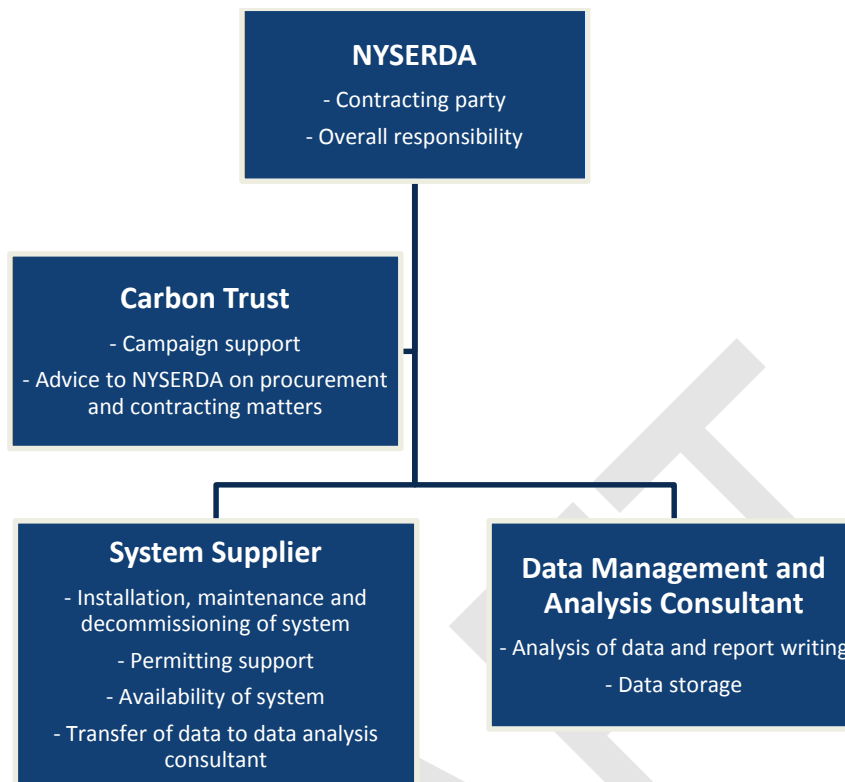 NYSERDA
- Contracting party
- Overall responsibility
Carbon Trust
- Campaign support
- Advice to NYSERDA on procurement
and contracting matters
System Supplier
- Installation, maintenance and
decommissioning of system
- Permitting support
- Availability of system
- Transfer of data to data analysis
consultant
Data Management and
Analysis Consultant
- Analysis of data and report writing
- Data storage